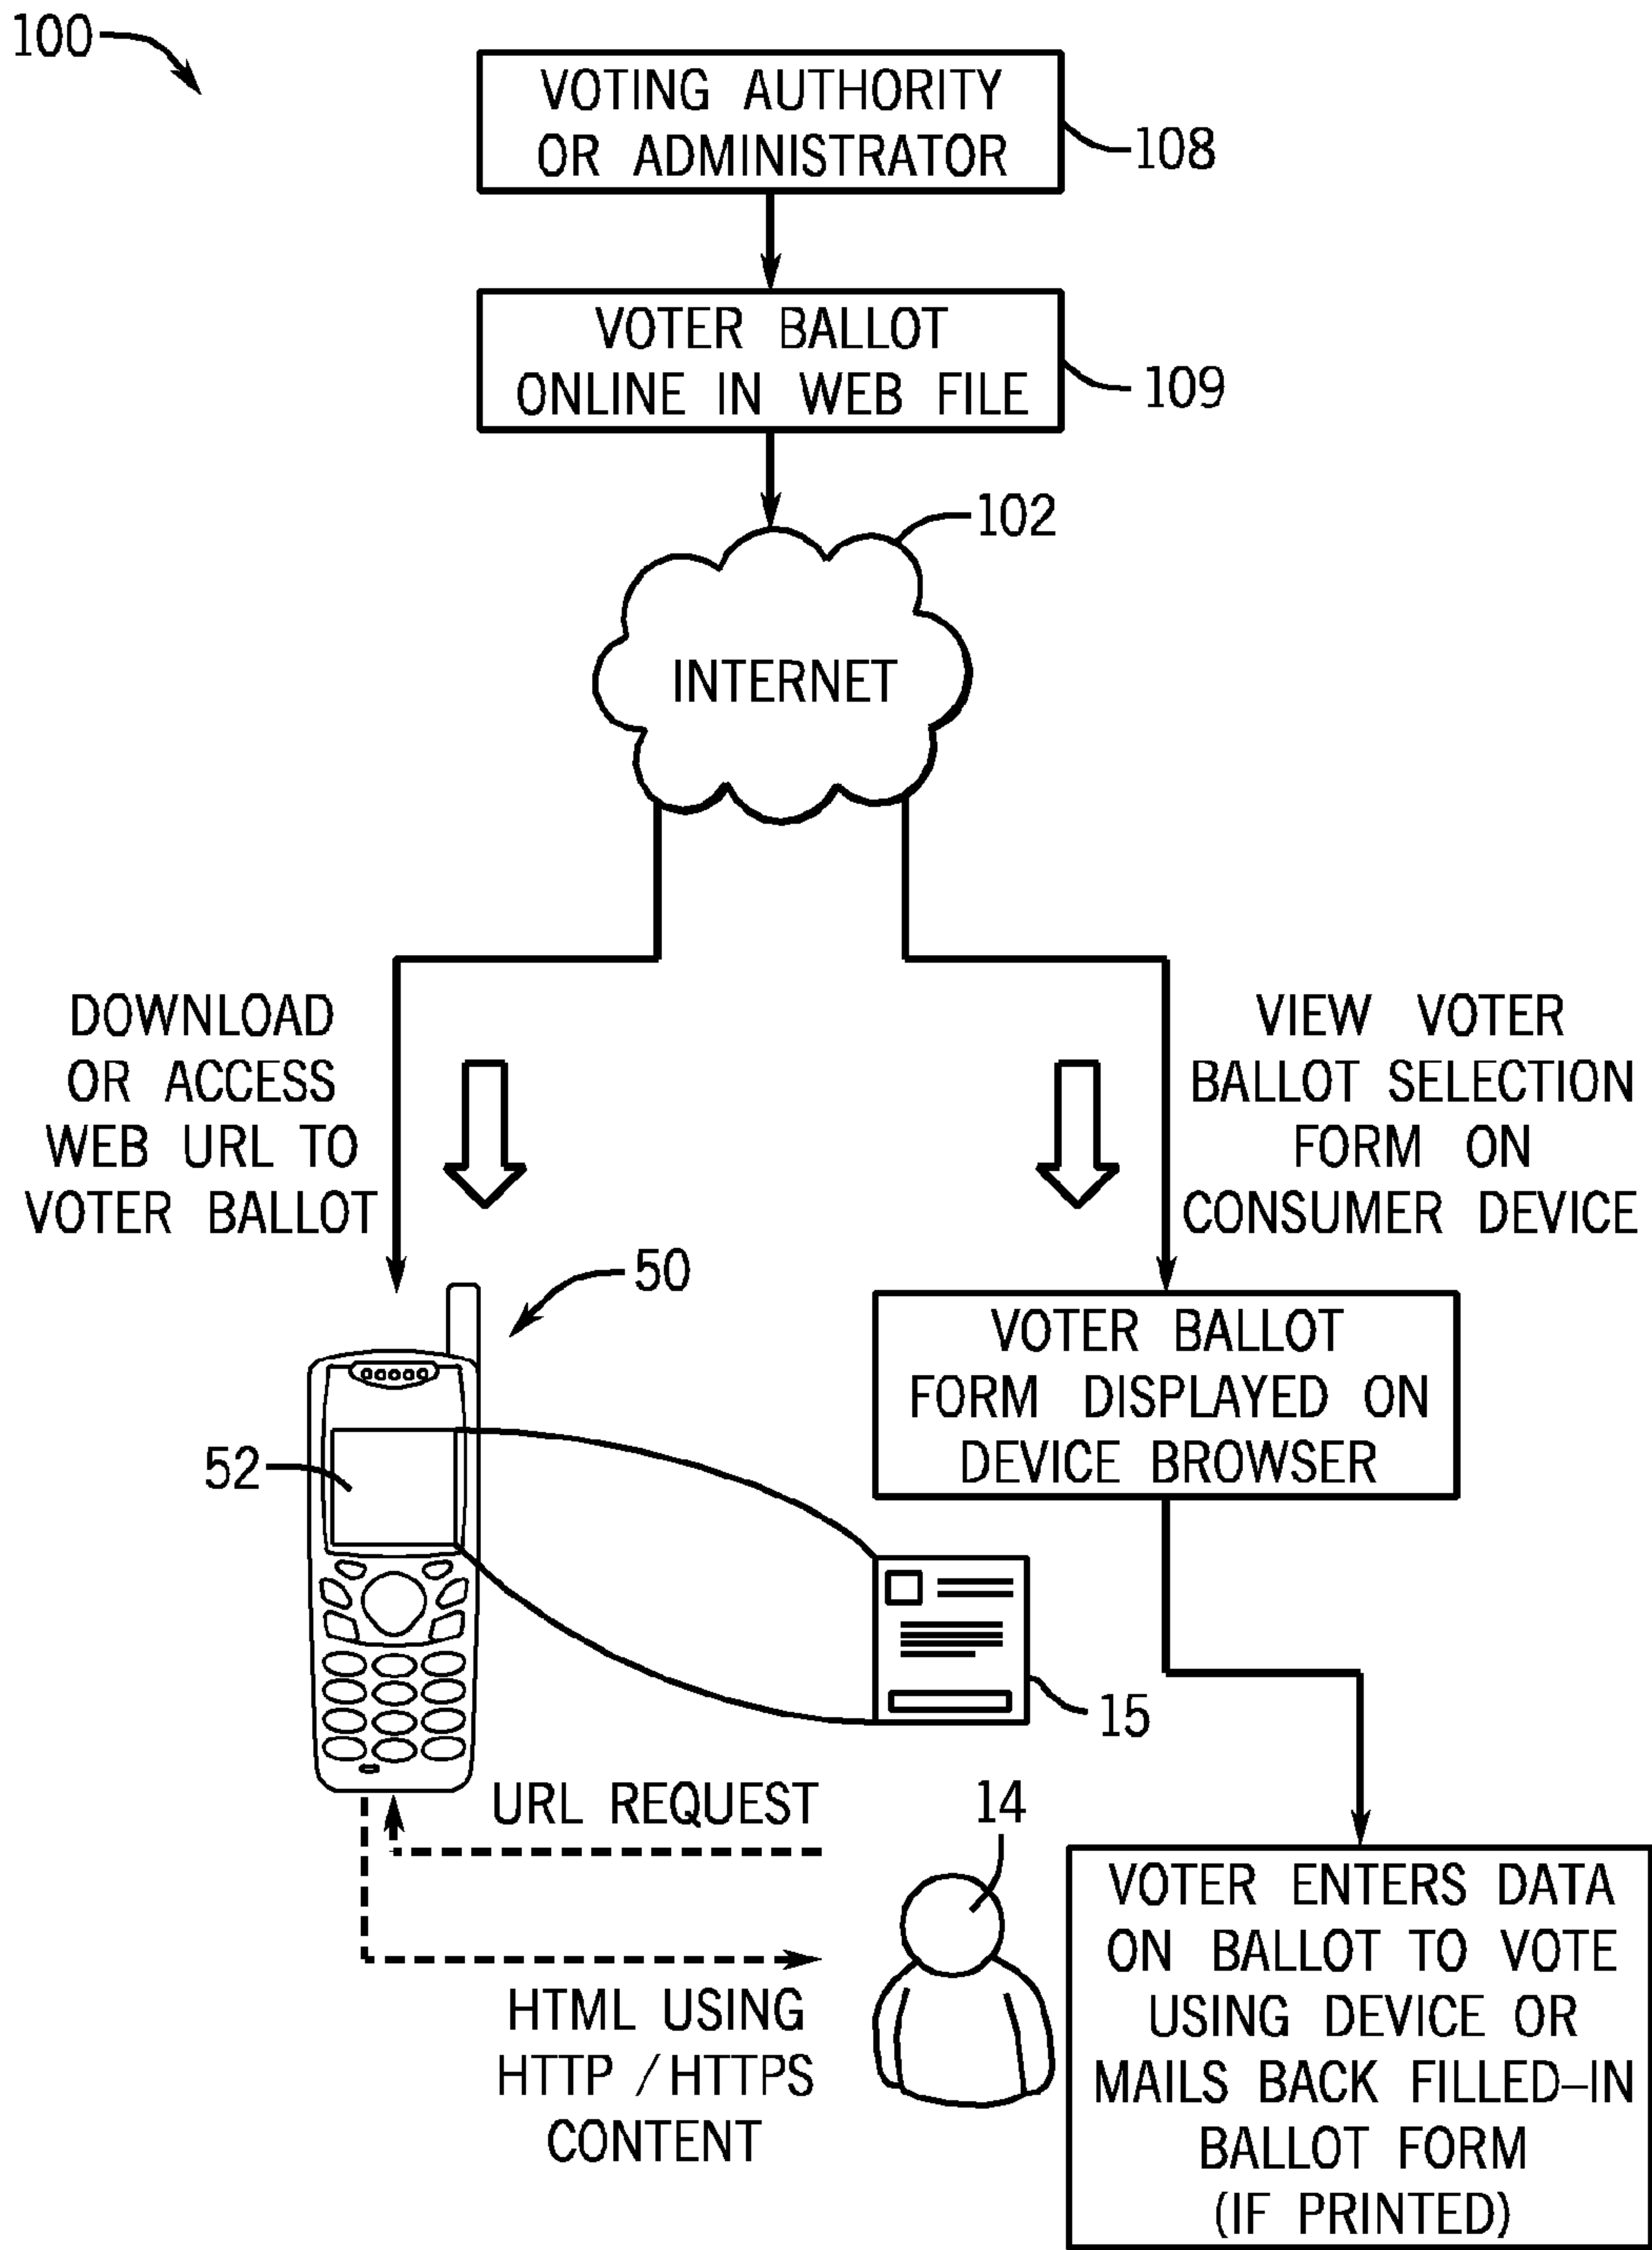 100
VOTING AUTHORITY
OR ADMINISTRATOR
108
VOTER BALLOT
ONLINE IN WEB FILE
109
102
INTERNET
DOWNLOAD
OR ACCESS
WEB URL TO
VOTER BALLOT
VIEW VOTER
BALLOT SELECTION
FORM ON
CONSUMER DEVICE
50
VOTER BALLOT
FORM DISPLAYED ON
DEVICE BROWSER
52
15
URL REQUEST
14
HTML USING
HTTP / HTTPS
CONTENT
VOTER ENTERS DATA
ON BALLOT TO VOTE
USING DEVICE OR
MAILS BACK FILLED–IN
BALLOT FORM
(IF PRINTED)